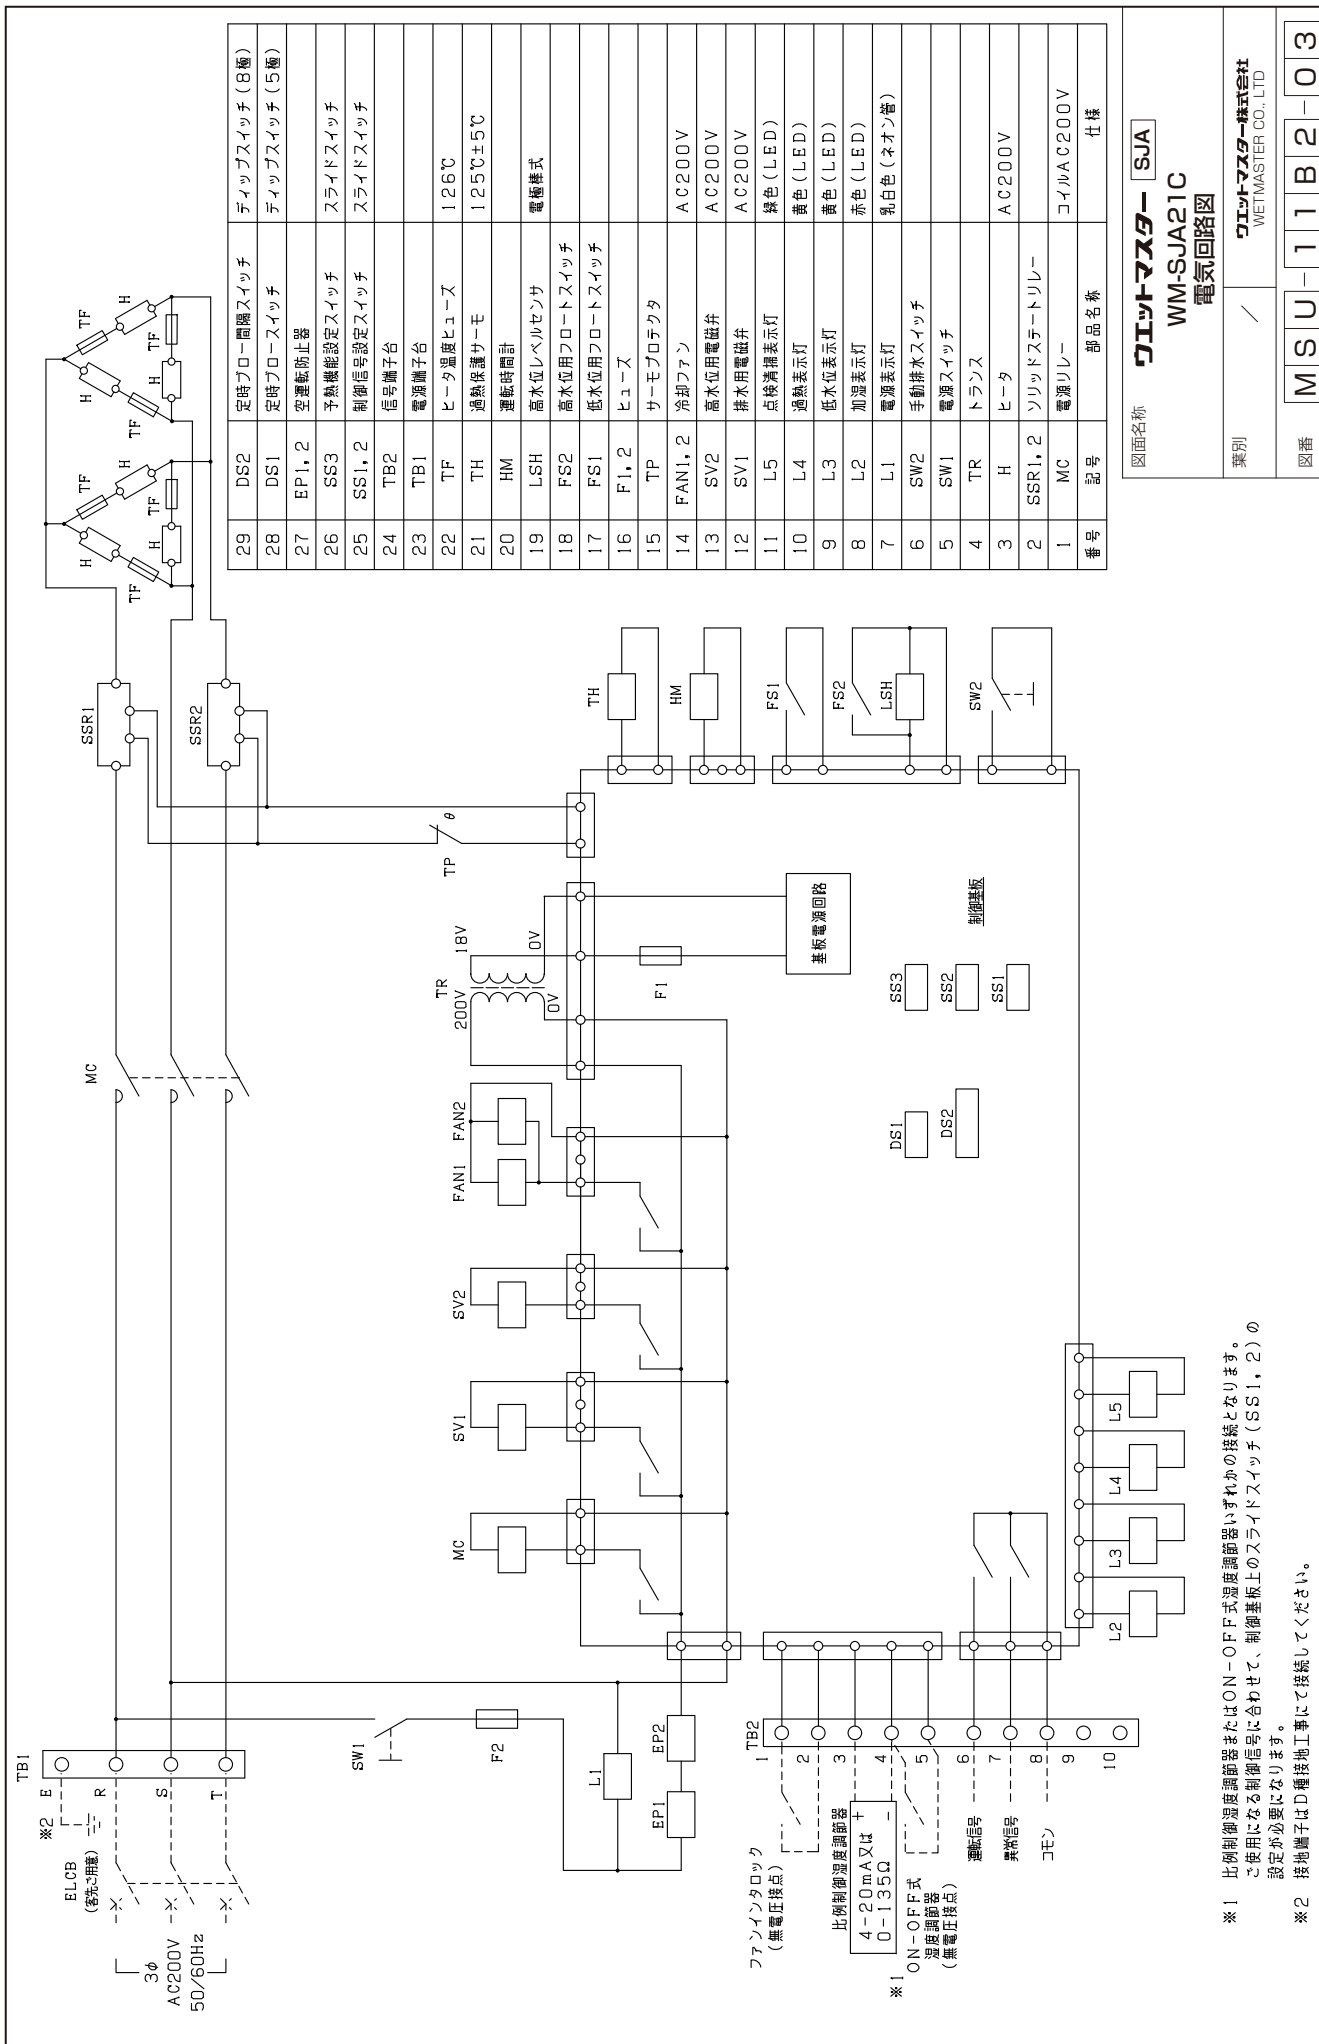 TB1
※2
E
R
S
T
ELCB
(客先ご用意)
3φ
AC200V
50/60Hz
MC
SSR1
SSR2
H
TF
TF
H
H
TF
H
TF
TF
H
H
TF
SW1
F2
L1
EP1
EP2
MC
SV1
SV2
FAN1
FAN2
TR
200V
18V
0V
0V
F1
TP
θ
基板電源回路
TH
HM
FS1
FS2
LSH
SW2
制御基板
SS3
SS2
SS1
DS1
DS2
TB2
1
2
3
4
5
6
7
8
9
10
ファンインタロック
(無電圧接点)
比例制御湿度調節器
4-20mA又は
0-135Ω
+
-
※1
ON-OFF式
湿度調節器
(無電圧接点)
運転信号
異常信号
コモン
L2
L3
L4
L5
※1 比例制御湿度調節器またはON-OFF式湿度調節器いずれかの接続となります。
ご使用になる制御信号に合わせて、制御基板上のスライドスイッチ(SS1,2)の
設定が必要になります。
※2 接地端子はD種接地工事にて接続してください。
29 DS2 定時ブロー間隔スイッチ ディップスイッチ(8極)
28 DS1 定時ブロースイッチ ディップスイッチ(5極)
27 EP1,2 空運転防止器
26 SS3 予熱機能設定スイッチ スライドスイッチ
25 SS1,2 制御信号設定スイッチ スライドスイッチ
24 TB2 信号端子台
23 TB1 電源端子台
22 TF ヒータ温度ヒューズ 126℃
21 TH 過熱保護サーモ 125℃±5℃
20 HM 運転時間計
19 LSH 高水位レベルセンサ 電極棒式
18 FS2 高水位用フロートスイッチ
17 FS1 低水位用フロートスイッチ
16 F1,2 ヒューズ
15 TP サーモプロテクタ
14 FAN1,2 冷却ファン AC200V
13 SV2 高水位用電磁弁 AC200V
12 SV1 排水用電磁弁 AC200V
11 L5 点検清掃表示灯 緑色(LED)
10 L4 過熱表示灯 黄色(LED)
9 L3 低水位表示灯 黄色(LED)
8 L2 加湿表示灯 赤色(LED)
7 L1 電源表示灯 乳白色(ネオン管)
6 SW2 手動排水スイッチ
5 SW1 電源スイッチ
4 TR トランス
3 H ヒータ AC200V
2 SSR1,2 ソリッドステートリレー
1 MC 電源リレー コイルAC200V
番号 記号 部品名称 仕様
図面名称
ウエットマスター SJA
WM-SJA21C
電気回路図
葉別
/
ウエットマスター株式会社
WETMASTER CO., LTD
図番
MSU-11B2-03